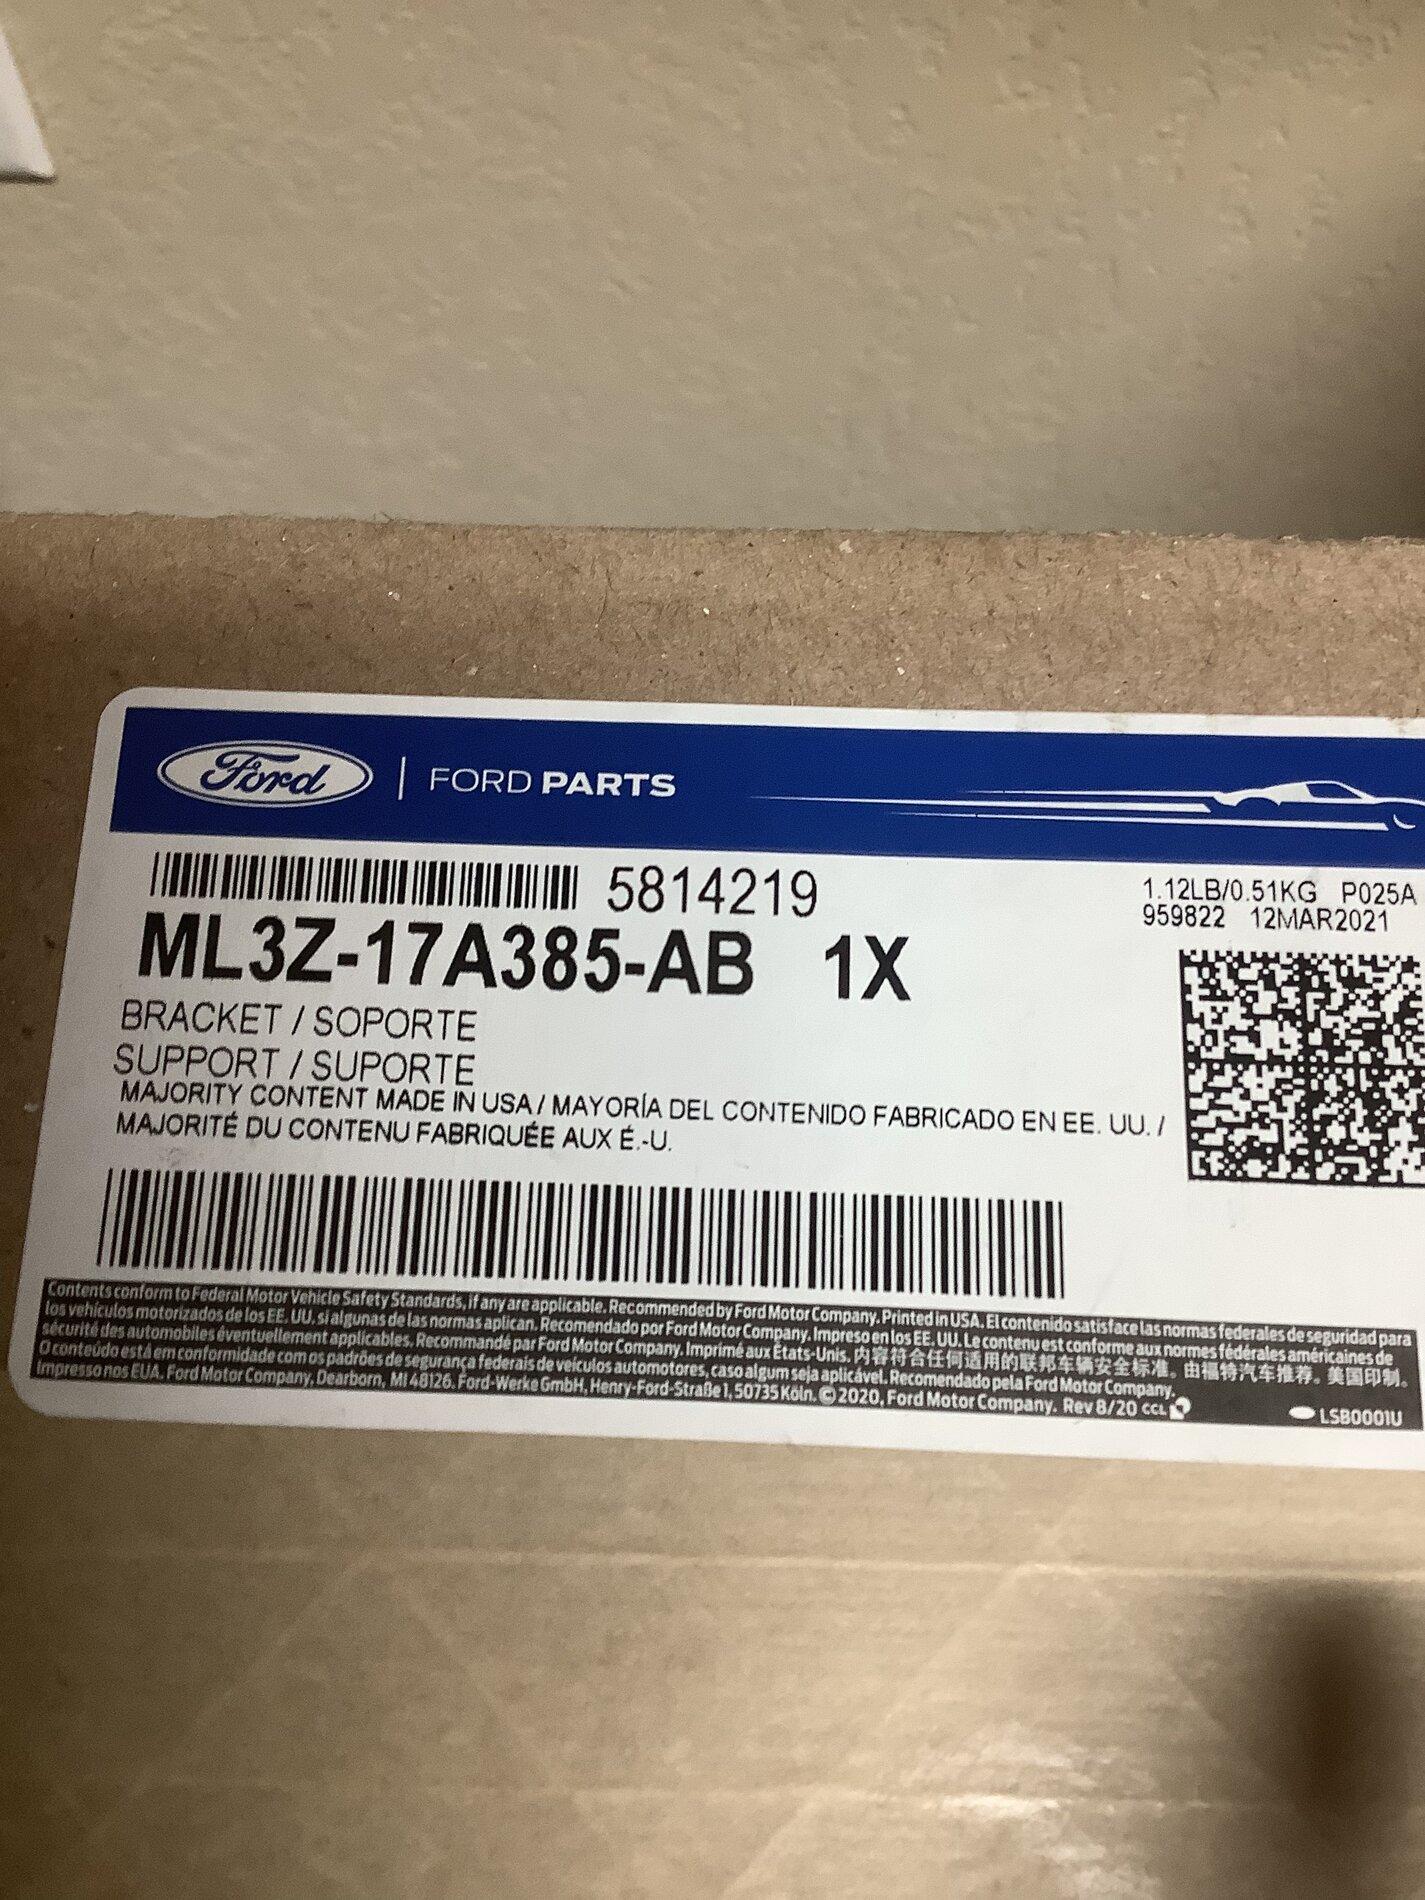 Ford | FORD PARTS
5814219
1.12LB/0.51KG P025A
959822 12MAR2021
ML3Z-17A385-AB 1X
BRACKET / SOPORTE
SUPPORT / SUPORTE
MAJORITY CONTENT MADE IN USA / MAYORÍA DEL CONTENIDO FABRICADO EN EE. UU. /
MAJORITÉ DU CONTENU FABRIQUÉE AUX É.-U.
Contents conform to Federal Motor Vehicle Safety Standards, if any are applicable. Recommended by Ford Motor Company. Printed in USA. El contenido satisface las normas federales de seguridad para
los vehículos motorizados de los EE. UU. si algunas de las normas aplican. Recomendado por Ford Motor Company. Impreso en los EE. UU. Le contenu est conforme aux normes fédérales américaines de
sécurité des automobiles éventuellement applicables. Recommandé par Ford Motor Company. Imprimé aux États-Unis. 内容符合任何适用的联邦车辆安全标准。由福特汽车推荐。美国印制。
O conteúdo está em conformidade com os padrões de segurança federais de veículos automotores, caso algum seja aplicável. Recomendado pela Ford Motor Company.
Impresso nos EUA. Ford Motor Company, Dearborn, MI 48126. Ford-Werke GmbH, Henry-Ford-Straße 1, 50735 Köln. © 2020, Ford Motor Company. Rev 8/20 CCL
LSB0001U